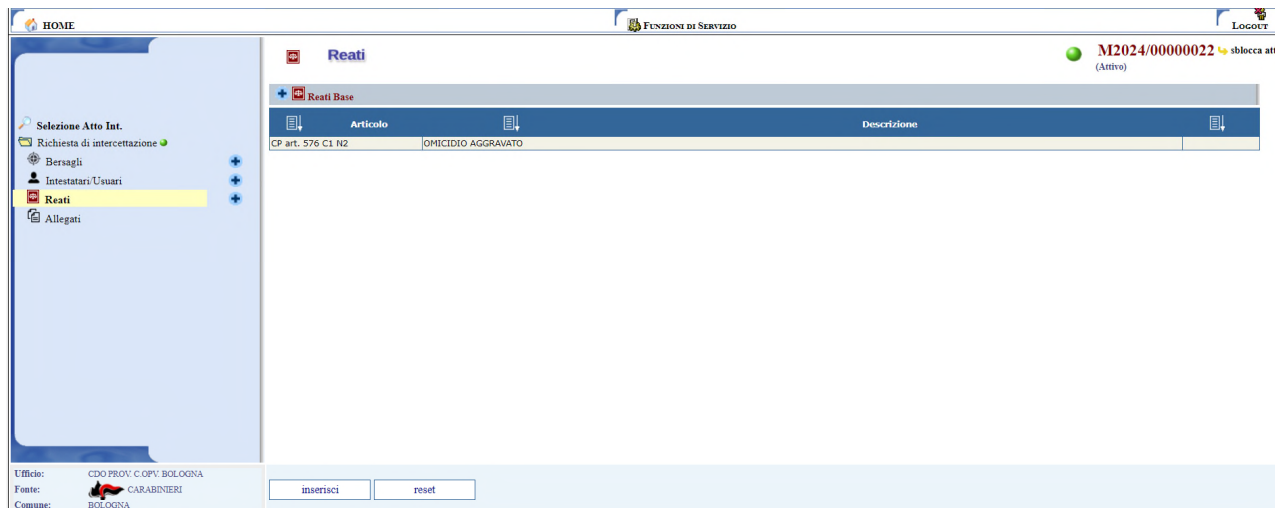 HOME
FUNZIONI DI SERVIZIO
LOGOUT
Reati
M2024/00000022 sblocca att
(Attivo)
Reati Base
Selezione Atto Int.
Articolo Descrizione
Richiesta di intercettazione
CP art. 576 C1 N2 OMICIDIO AGGRAVATO
Bersagli
Intestatari/Usuari
Reati
Allegati
Ufficio: CDO PROV. C.OPV. BOLOGNA
Fonte: CARABINIERI
Comune: BOLOGNA
inserisci reset